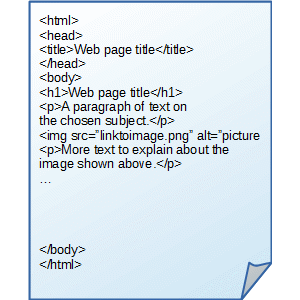 <html>
<head>
<title>Web page title</title>
</head>
<body>
<h1>Web page title</h1>
<p>A paragraph of text on
the chosen subject.</p>
<img src=”linktoimage.png” alt=”picture
<p>More text to explain about the
image shown above.</p>
…
</body>
</html>